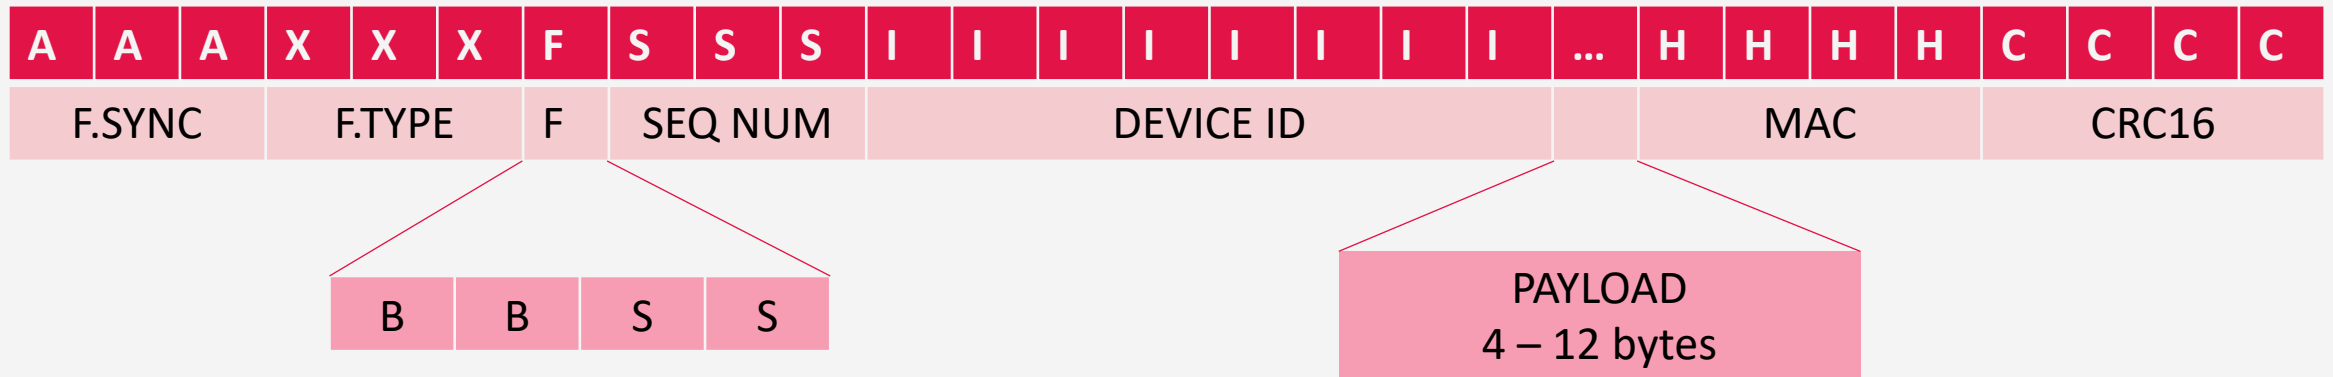 A A A X X X F S S S I I I I I I I I ... H H H H C C C C
F.SYNC F.TYPE F SEQ NUM DEVICE ID MAC CRC16
B B S S
PAYLOAD
4 – 12 bytes